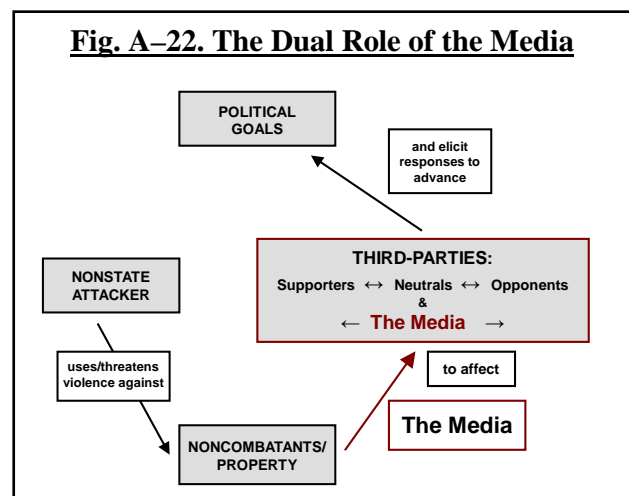 Fig. A–22. The Dual Role of the Media
POLITICAL
GOALS
and elicit
responses to
advance
THIRD-PARTIES:
Supporters ↔ Neutrals ↔ Opponents
&
← The Media →
NONSTATE
ATTACKER
uses/threatens
violence against
to affect
The Media
NONCOMBATANTS/
PROPERTY